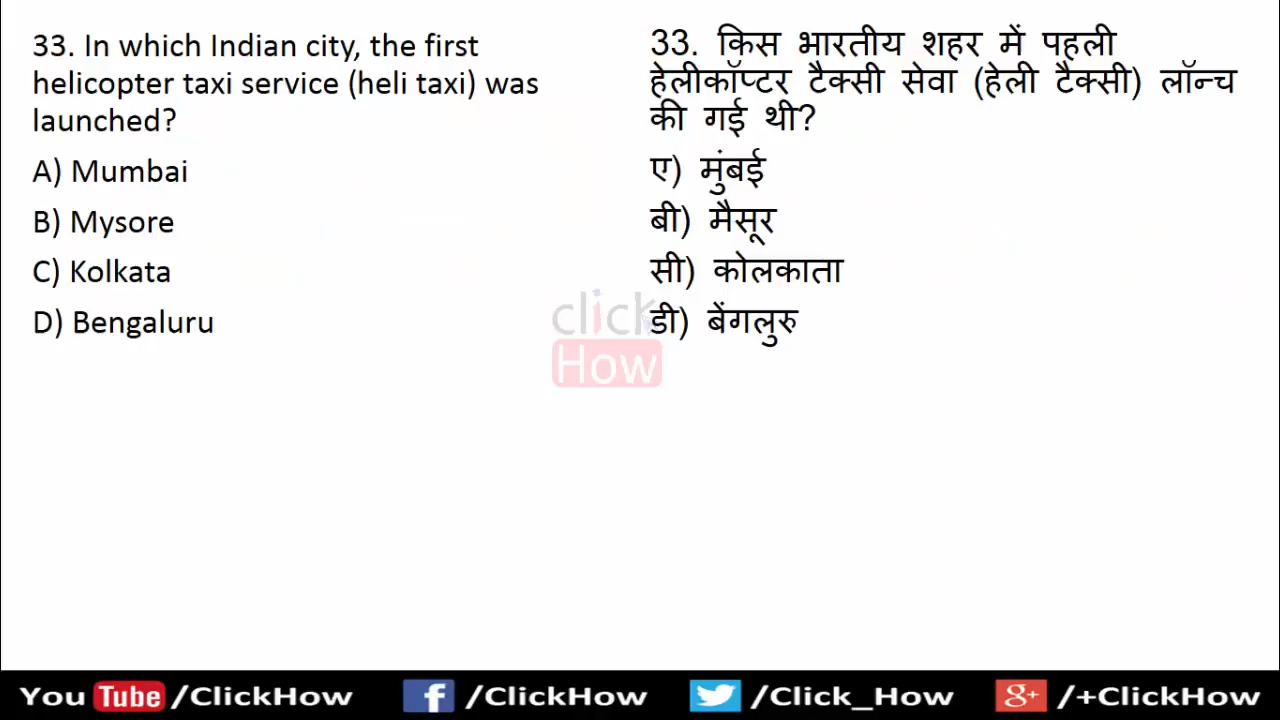 33. In which Indian city, the first
helicopter taxi service (heli taxi) was
launched?
A) Mumbai
B) Mysore
C) Kolkata
D) Bengaluru
33. किस भारतीय शहर में पहली
हेलीकॉप्टर टैक्सी सेवा (हेली टैक्सी) लॉन्च
की गई थी?
ए) मुंबई
बी) मैसूर
सी) कोलकाता
डी) बेंगलुरु
click
How
You Tube /ClickHow f /ClickHow /Click_How g+ /+ClickHow